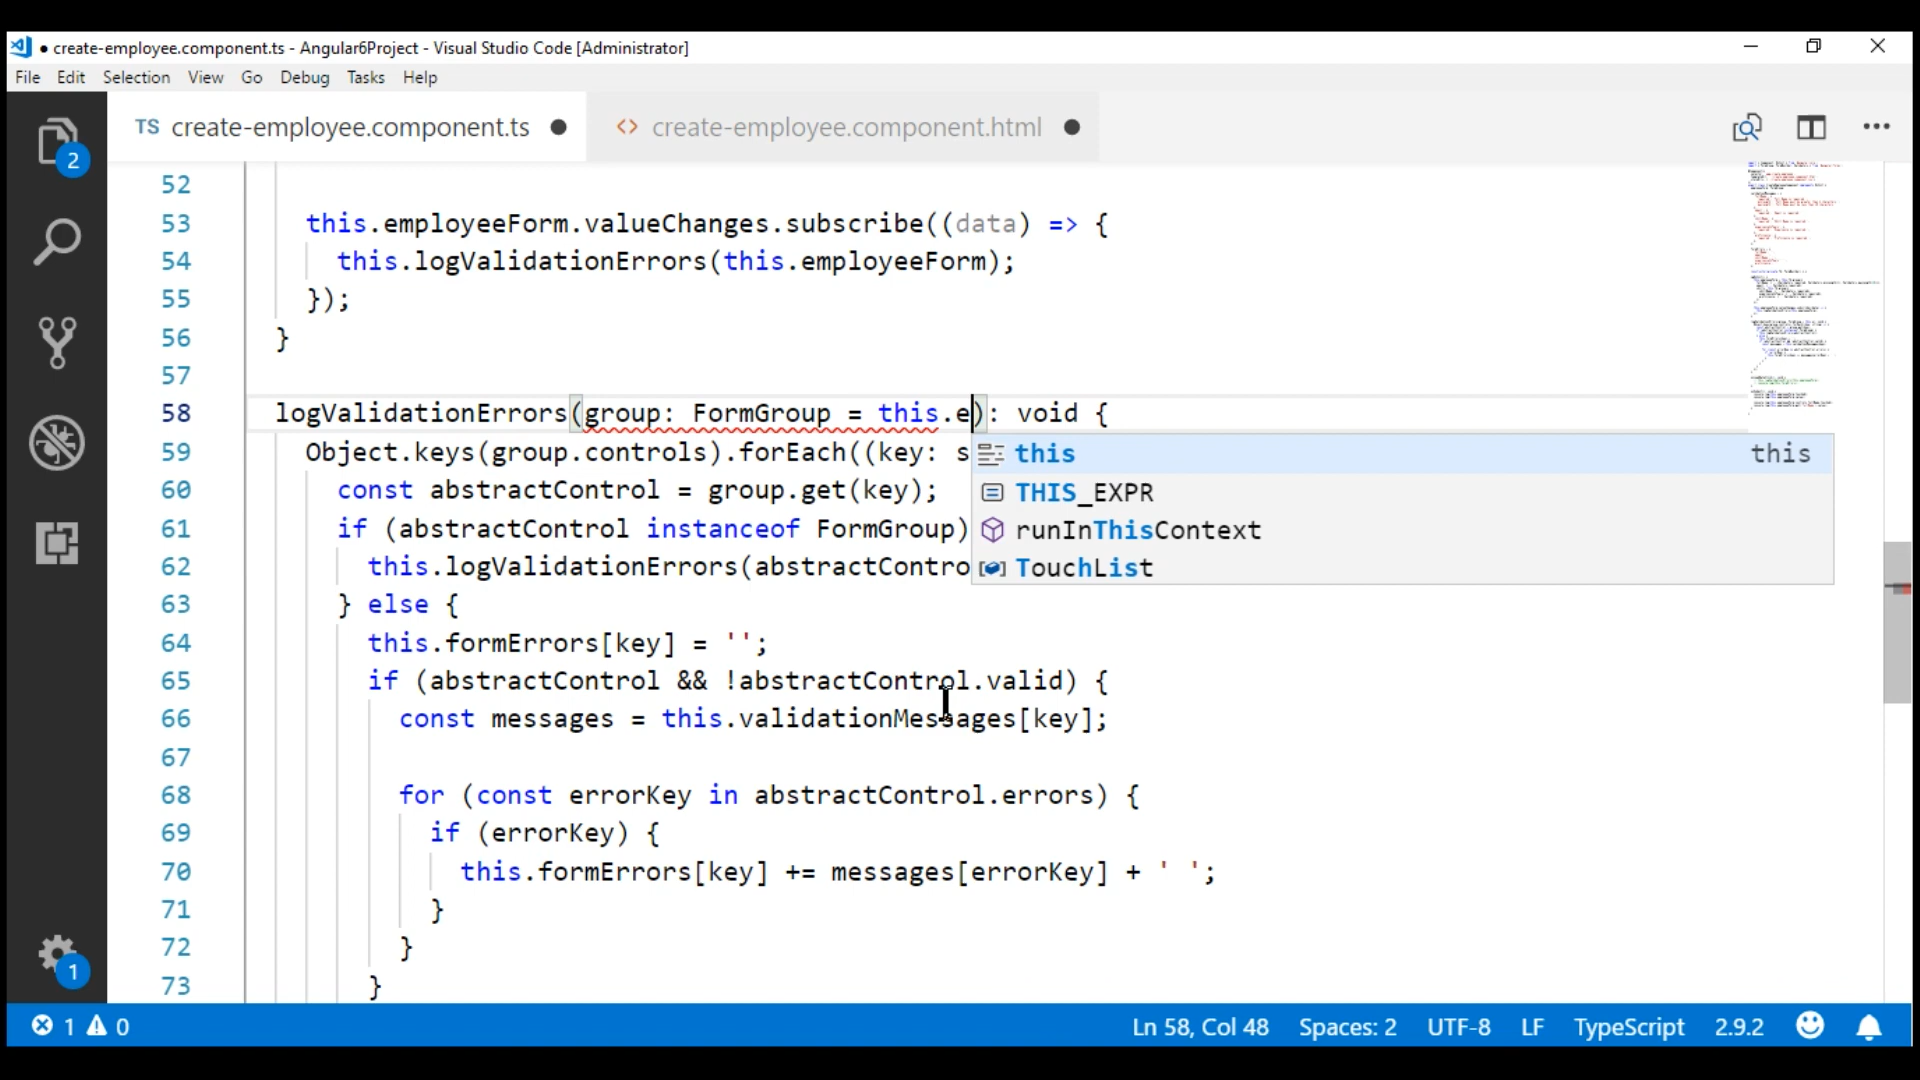 ● create-employee.component.ts - Angular6Project - Visual Studio Code [Administrator]
File Edit Selection View Go Debug Tasks Help
TS create-employee.component.ts ● <> create-employee.component.html ●
2
52
53 this.employeeForm.valueChanges.subscribe((data) => {
54 this.logValidationErrors(this.employeeForm);
55 });
56 }
57
58 logValidationErrors(group: FormGroup = this.e): void {
59 Object.keys(group.controls).forEach((key: s
this this
60 const abstractControl = group.get(key);
THIS_EXPR
61 if (abstractControl instanceof FormGroup)
runInThisContext
62 this.logValidationErrors(abstractContro
TouchList
63 } else {
64 this.formErrors[key] = '';
65 if (abstractControl && !abstractControl.valid) {
66 const messages = this.validationMessages[key];
67
68 for (const errorKey in abstractControl.errors) {
69 if (errorKey) {
70 this.formErrors[key] += messages[errorKey] + ' ';
71 }
72 }
73 }
1
1 0 Ln 58, Col 48 Spaces: 2 UTF-8 LF TypeScript 2.9.2